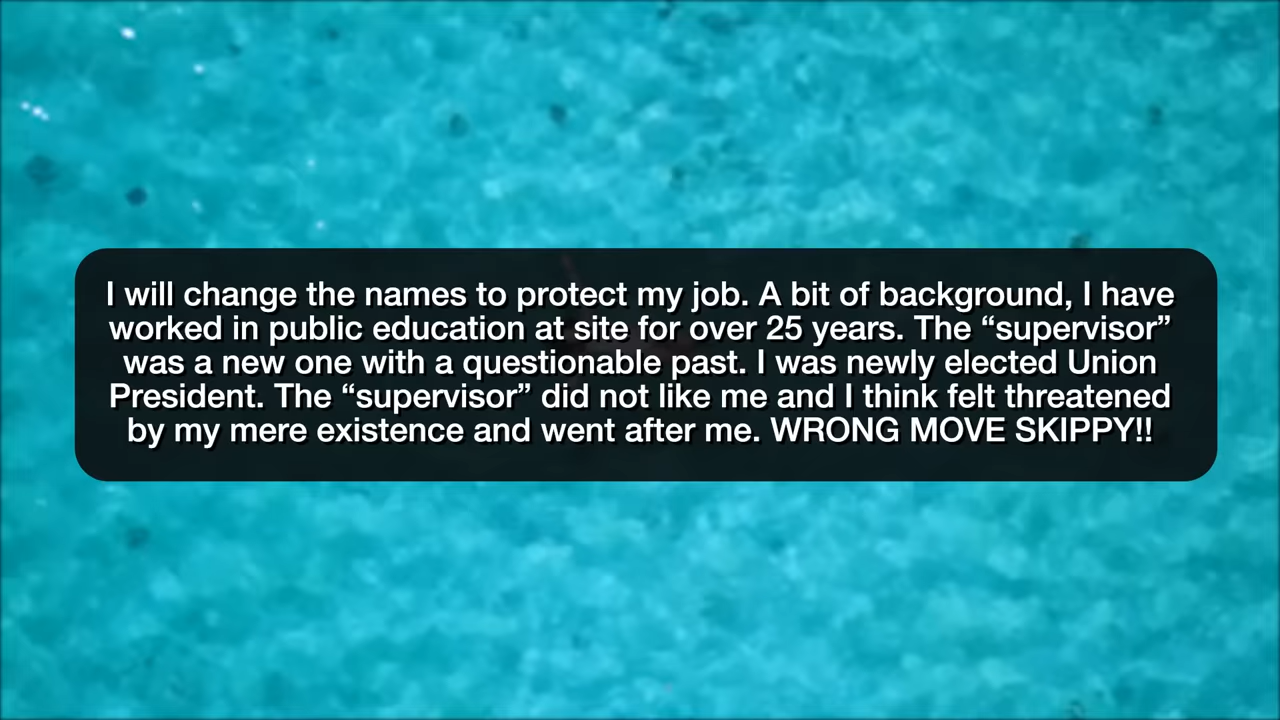 I will change the names to protect my job. A bit of background, I have
worked in public education at site for over 25 years. The “supervisor”
was a new one with a questionable past. I was newly elected Union
President. The “supervisor” did not like me and I think felt threatened
by my mere existence and went after me. WRONG MOVE SKIPPY!!